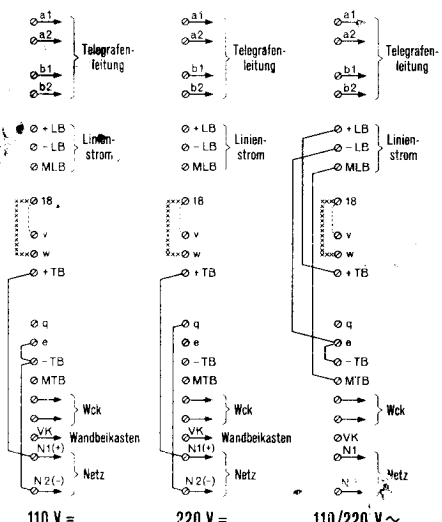 a1 a1 a1
a2 Telegrafen- a2 Telegrafen- a2 Telegrafen-
leitung leitung leitung
b1 b1 b1
b2 b2 b2
+LB +LB +LB
-LB Linien- -LB Linien- -LB Linien-
strom strom strom
MLB MLB MLB
18 18 18
v v v
w w w
+TB +TB +TB
q q q
e e e
-TB -TB -TB
MTB MTB MTB
Wck Wck Wck
VK Wandbeikasten VK Wandbeikasten VK
N1(+) N1(+) N1
Netz Netz Netz
N2(-) N2(-)
110 V = 220 V = 110/220 V ~